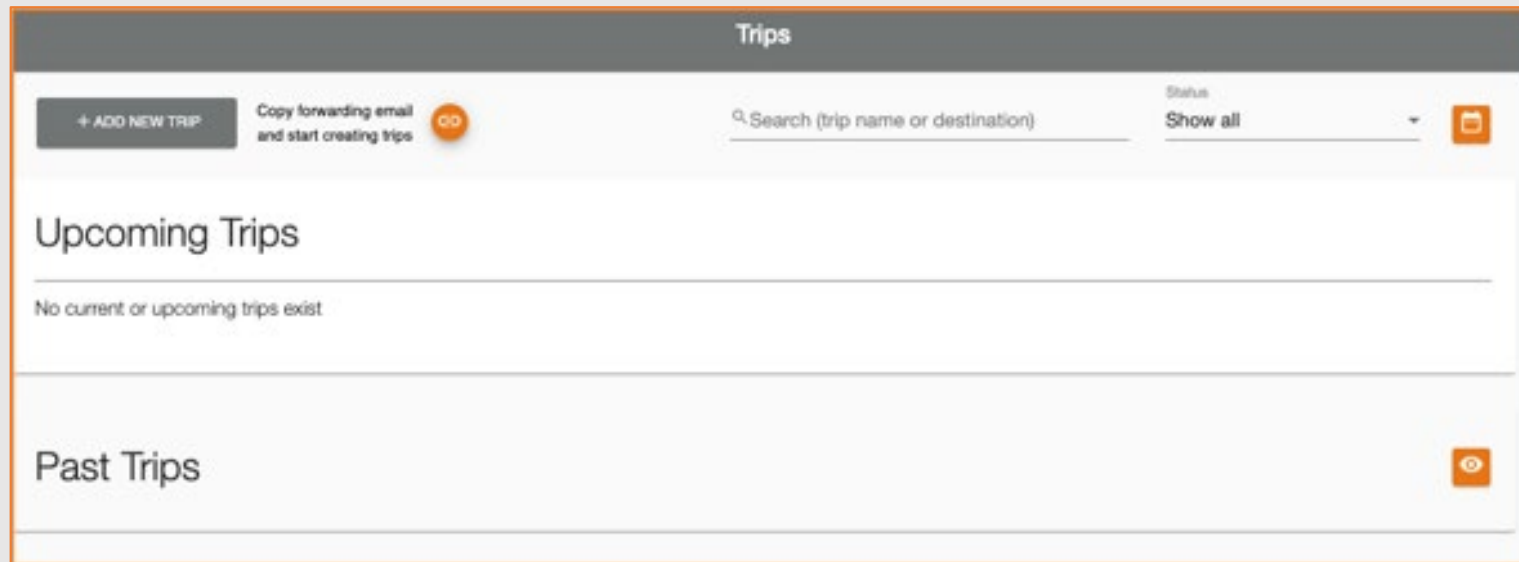 Trips
+ ADD NEW TRIP
Copy forwarding email
and start creating trips
Search (trip name or destination)
Status
Show all
Upcoming Trips
No current or upcoming trips exist
Past Trips